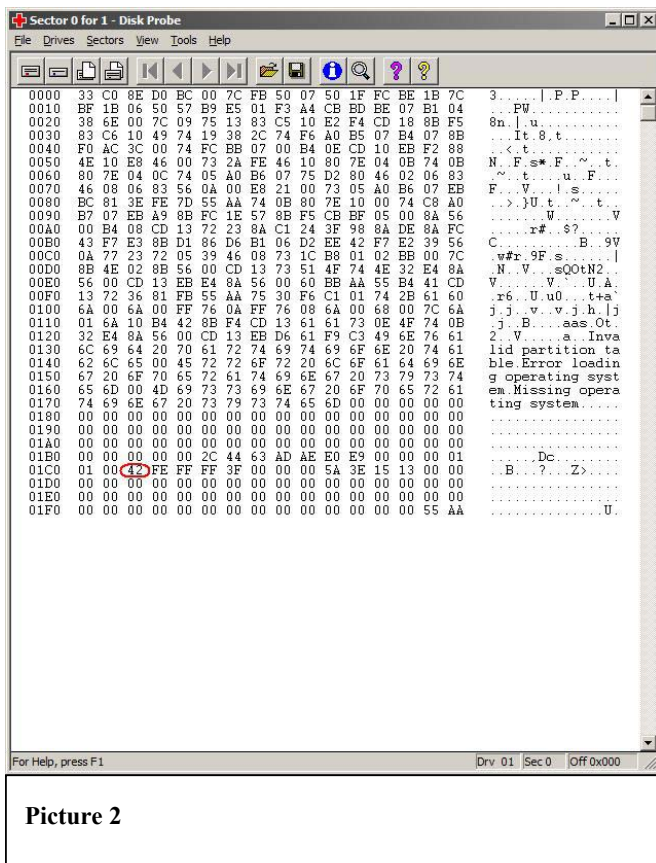 Sector 0 for 1 - Disk Probe
File Drives Sectors View Tools Help
0000 33 C0 8E D0 BC 00 7C FB 50 07 50 1F FC BE 1B 7C 3.....|.P.P....|
0010 BF 1B 06 50 57 B9 E5 01 F3 A4 CB BD BE 07 B1 04 ...PW...........
0020 38 6E 00 7C 09 75 13 83 C5 10 E2 F4 CD 18 8B F5 8n.|.u..........
0030 83 C6 10 49 74 19 38 2C 74 F6 A0 B5 07 B4 07 8B ...It.8,t.......
0040 F0 AC 3C 00 74 FC BB 07 00 B4 0E CD 10 EB F2 88 ..<.t...........
0050 4E 10 E8 46 00 73 2A FE 46 10 80 7E 04 0B 74 0B N..F.s*.F..~..t.
0060 80 7E 04 0C 74 05 A0 B6 07 75 D2 80 46 02 06 83 .~..t....u..F...
0070 46 08 06 83 56 0A 00 E8 21 00 73 05 A0 B6 07 EB F...V...!.s.....
0080 BC 81 3E FE 7D 55 AA 74 0B 80 7E 10 00 74 C8 A0 ..>.}U.t..~..t..
0090 B7 07 EB A9 8B FC 1E 57 8B F5 CB BF 05 00 8A 56 .......W.......V
00A0 00 B4 08 CD 13 72 23 8A C1 24 3F 98 8A DE 8A FC .....r#..$?.....
00B0 43 F7 E3 8B D1 86 D6 B1 06 D2 EE 42 F7 E2 39 56 C..........B..9V
00C0 0A 77 23 72 05 39 46 08 73 1C B8 01 02 BB 00 7C .w#r.9F.s......|
00D0 8B 4E 02 8B 56 00 CD 13 73 51 4F 74 4E 32 E4 8A .N..V...sQOtN2..
00E0 56 00 CD 13 EB E4 8A 56 00 60 BB AA 55 B4 41 CD V......V.`..U.A.
00F0 13 72 36 81 FB 55 AA 75 30 F6 C1 01 74 2B 61 60 .r6..U.u0...t+a`
0100 6A 00 6A 00 FF 76 0A FF 76 08 6A 00 68 00 7C 6A j.j..v..v.j.h.|j
0110 01 6A 10 B4 42 8B F4 CD 13 61 61 73 0E 4F 74 0B .j..B....aas.Ot.
0120 32 E4 8A 56 00 CD 13 EB D6 61 F9 C3 49 6E 76 61 2..V.....a..Inva
0130 6C 69 64 20 70 61 72 74 69 74 69 6F 6E 20 74 61 lid partition ta
0140 62 6C 65 00 45 72 72 6F 72 20 6C 6F 61 64 69 6E ble.Error loadin
0150 67 20 6F 70 65 72 61 74 69 6E 67 20 73 79 73 74 g operating syst
0160 65 6D 00 4D 69 73 73 69 6E 67 20 6F 70 65 72 61 em.Missing opera
0170 74 69 6E 67 20 73 79 73 74 65 6D 00 00 00 00 00 ting system.....
0180 00 00 00 00 00 00 00 00 00 00 00 00 00 00 00 00 ................
0190 00 00 00 00 00 00 00 00 00 00 00 00 00 00 00 00 ................
01A0 00 00 00 00 00 00 00 00 00 00 00 00 00 00 00 00 ................
01B0 00 00 00 00 00 2C 44 63 AD AE E0 E9 00 00 00 01 .....,Dc........
01C0 01 00 42 FE FF FF 3F 00 00 00 5A 3E 15 13 00 00 ..B...?...Z>....
01D0 00 00 00 00 00 00 00 00 00 00 00 00 00 00 00 00 ................
01E0 00 00 00 00 00 00 00 00 00 00 00 00 00 00 00 00 ................
01F0 00 00 00 00 00 00 00 00 00 00 00 00 00 00 55 AA ..............U.
For Help, press F1 Drv 01 Sec 0 Off 0x000
Picture 2